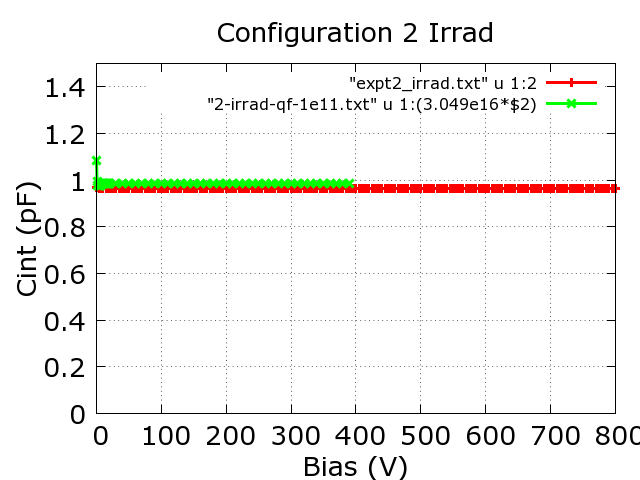 Configuration 2 Irrad
"expt2_irrad.txt" u 1:2
"2-irrad-qf-1e11.txt" u 1:(3.049e16*$2)
Cint (pF)
1.4
1.2
1
0.8
0.6
0.4
0.2
0
0 100 200 300 400 500 600 700 800
Bias (V)